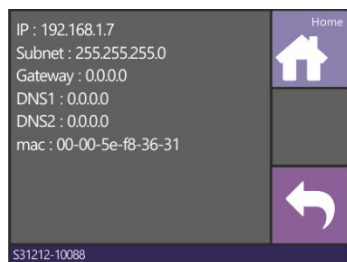 IP : 192.168.1.7
Home
Subnet : 255.255.255.0
Gateway : 0.0.0.0
DNS1 : 0.0.0.0
DNS2 : 0.0.0.0
mac : 00-00-5e-f8-36-31
S31212-10088